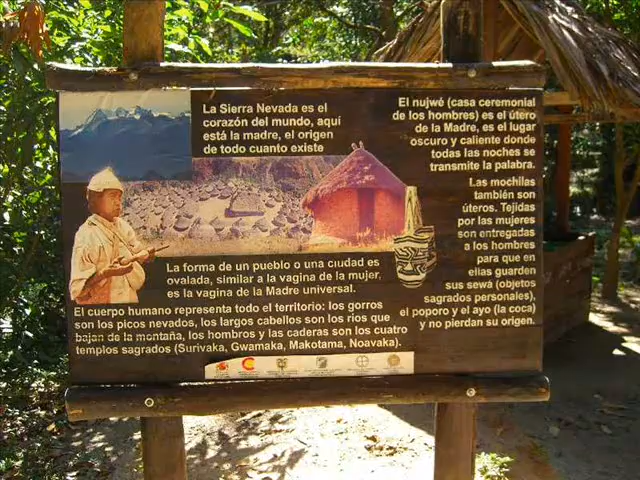 La Sierra Nevada es el
corazón del mundo, aquí
está la madre, el origen
de todo cuanto existe
El nujwé (casa ceremonial
de los hombres) es el útero
de la Madre, es el lugar
oscuro y caliente donde
todas las noches se
transmite la palabra.
Las mochilas
también son
úteros. Tejidas
por las mujeres
son entregadas
a los hombres
para que en
ellas guarden
sus sewá (objetos
sagrados personales),
el poporo y el ayo (la coca)
y no pierdan su origen.
La forma de un pueblo o una ciudad es
ovalada, similar a la vagina de la mujer,
es la vagina de la Madre universal.
El cuerpo humano representa todo el territorio: los gorros
son los picos nevados, los largos cabellos son los ríos que
bajan de la montaña, los hombros y las caderas son los cuatro
templos sagrados (Surivaka, Gwamaka, Makotama, Noavaka).